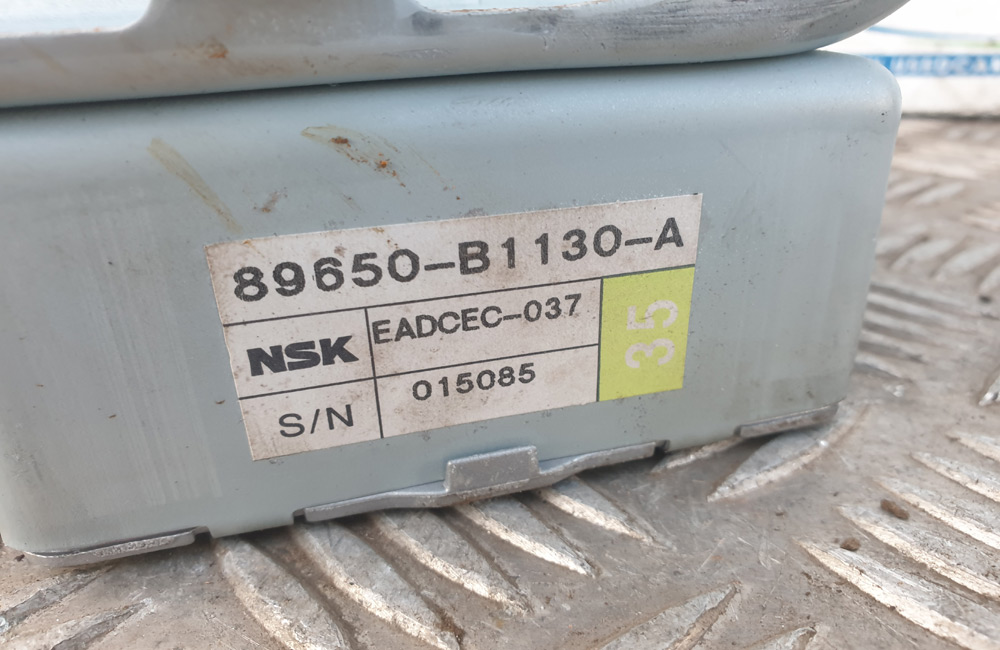 89650-B1130-A
NSK EADCEC-037
35
S/N 015085